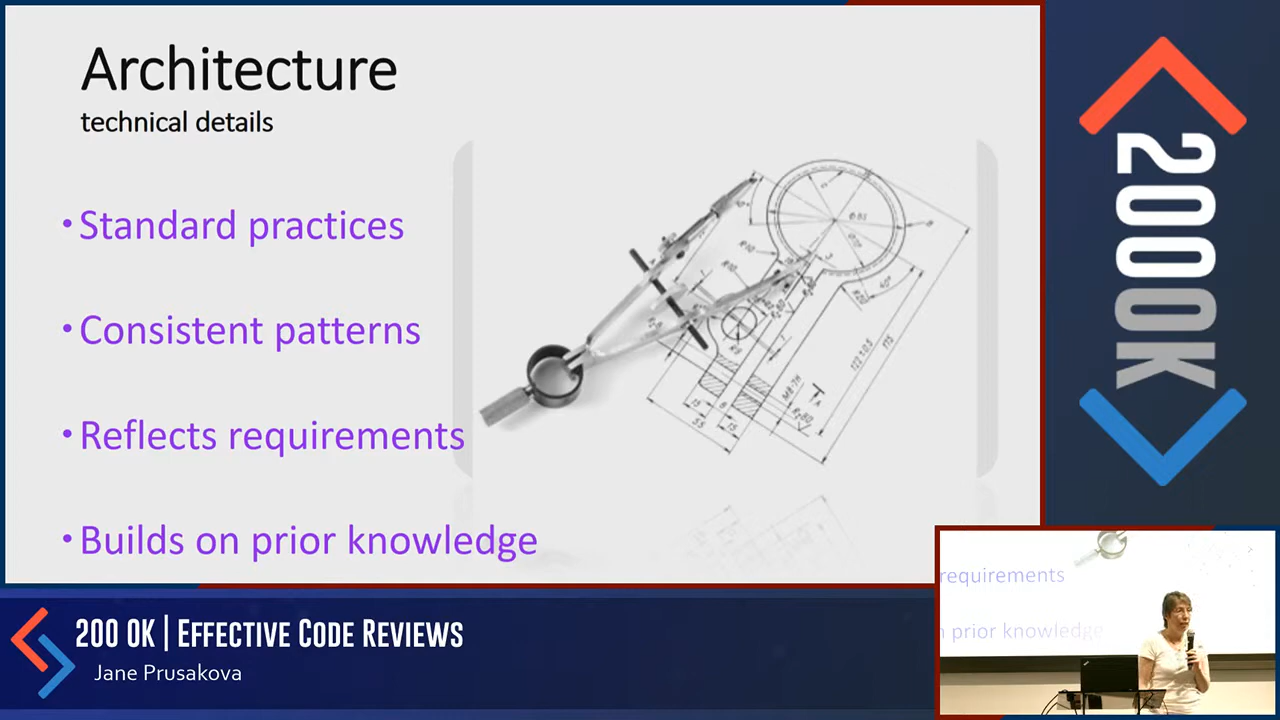 Architecture
technical details
• Standard practices
• Consistent patterns
• Reflects requirements
• Builds on prior knowledge
200OK
requirements
prior knowledge
200 OK | Effective Code Reviews
Jane Prusakova